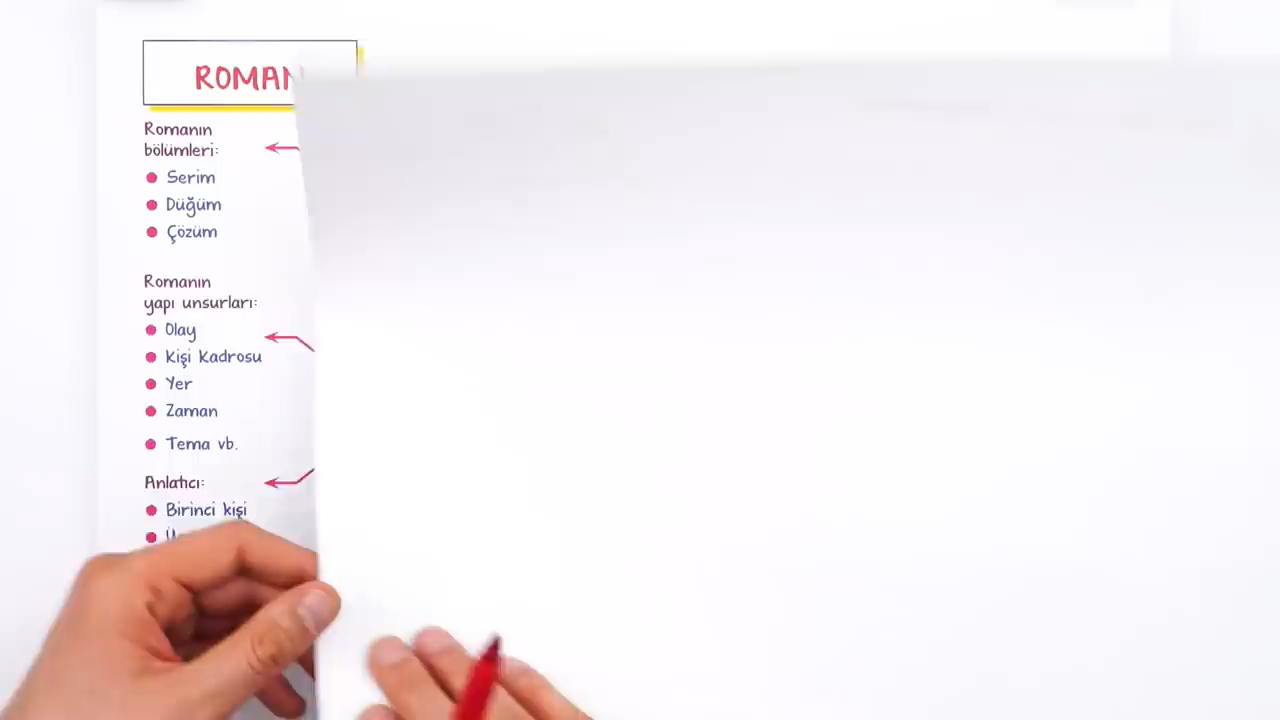 ROMAN
Romanın
bölümleri:
Serim
Düğüm
Çözüm
Romanın
yapı unsurları:
Olay
Kişi Kadrosu
Yer
Zaman
Tema vb.
Anlatıcı:
Birinci kişi